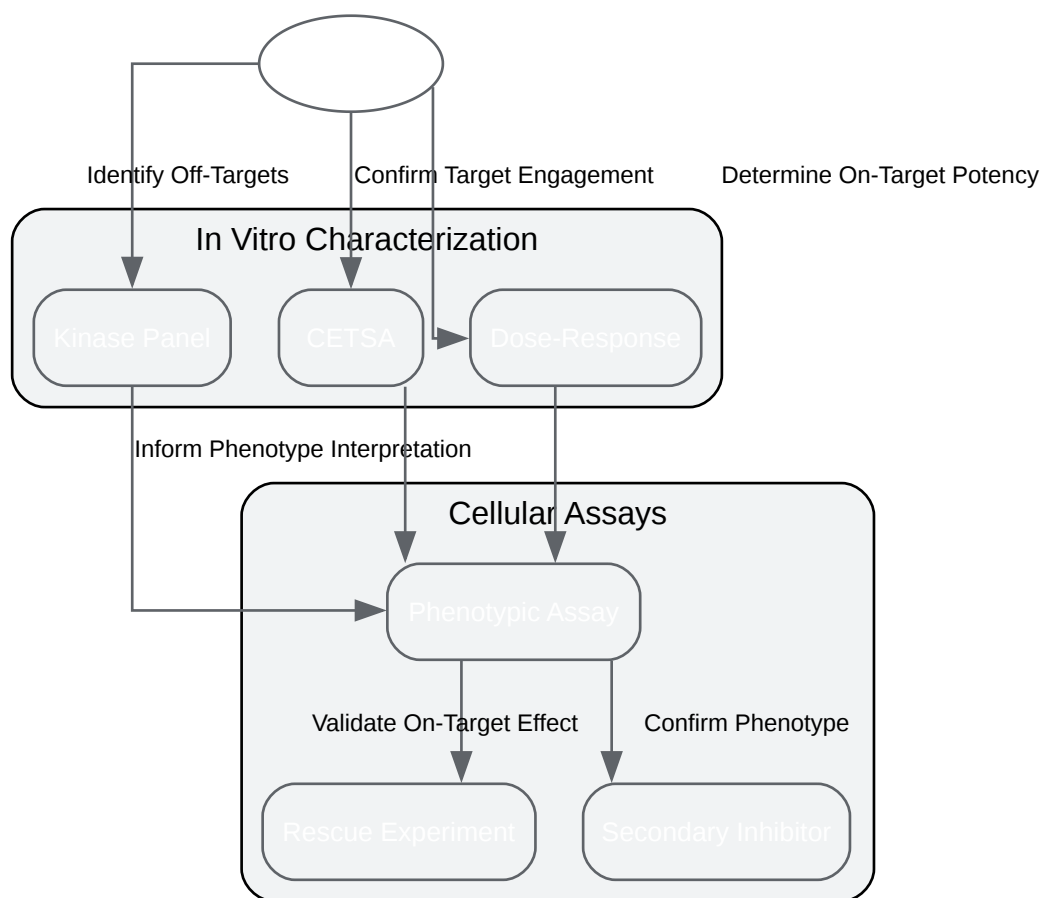 Identify Off-Targets
Confirm Target Engagement
Determine On-Target Potency
In Vitro Characterization
Kinase Panel
CETSA
Dose-Response
Inform Phenotype Interpretation
Cellular Assays
Phenotypic Assay
Validate On-Target Effect
Confirm Phenotype
Rescue Experiment
Secondary Inhibitor